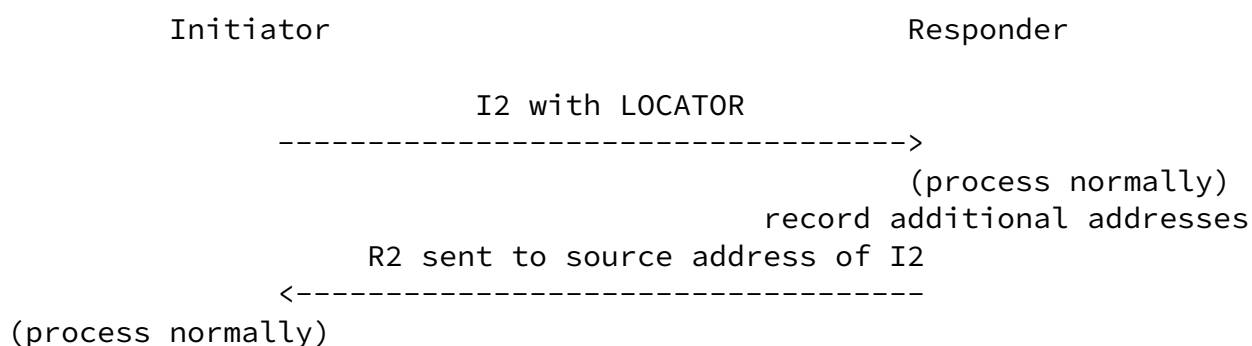 Initiator                                Responder
I2 with LOCATOR
----------------------------------->
(process normally)
record additional addresses
R2 sent to source address of I2
<-----------------------------------
(process normally)